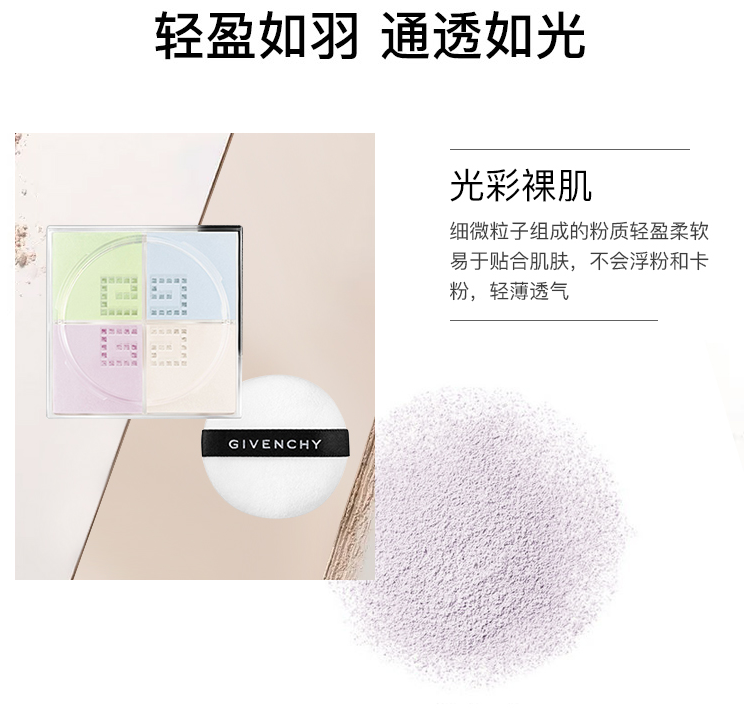 轻盈如羽 通透如光
光彩裸肌
细微粒子组成的粉质轻盈柔软
易于贴合肌肤，不会浮粉和卡
粉，轻薄透气
GIVENCHY